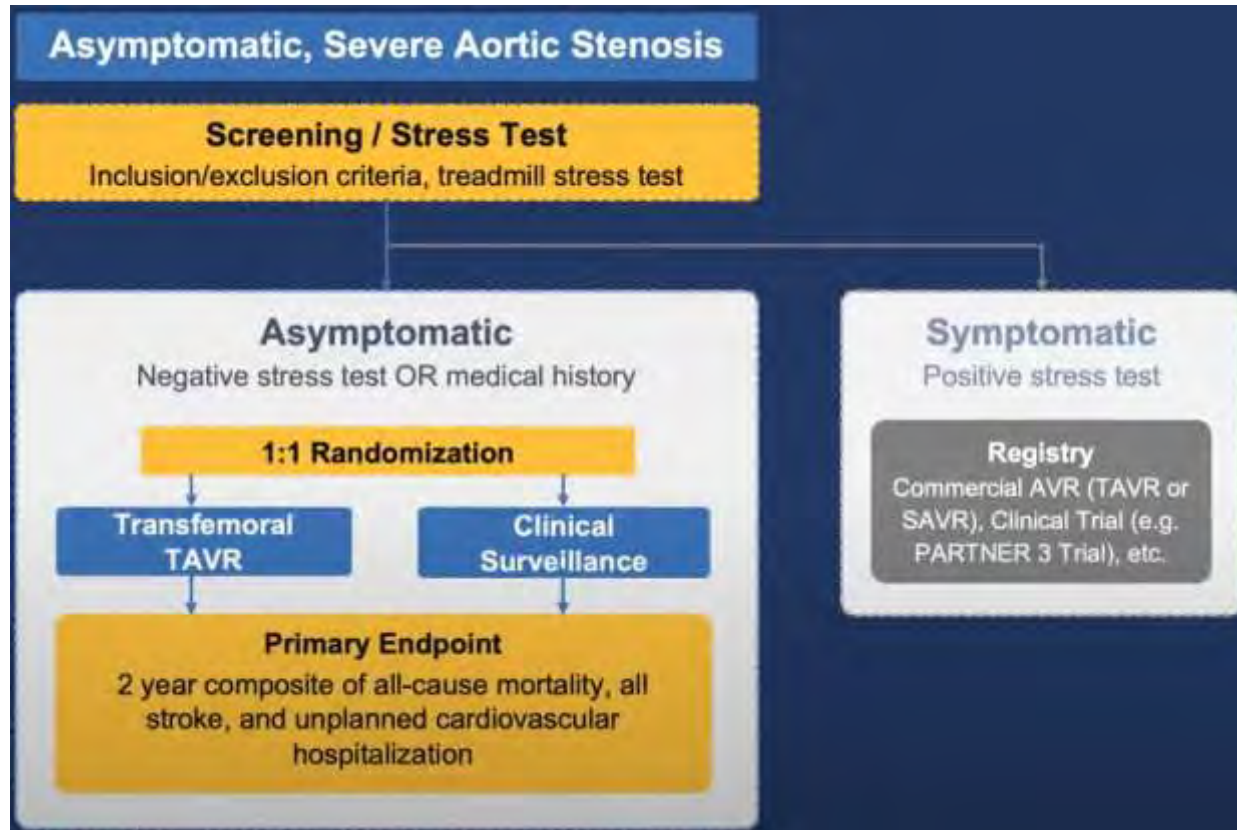 Asymptomatic, Severe Aortic Stenosis
Screening / Stress Test
Inclusion/exclusion criteria, treadmill stress test
Asymptomatic
Negative stress test OR medical history
1:1 Randomization
Transfemoral
TAVR
Clinical
Surveillance
Primary Endpoint
2 year composite of all-cause mortality, all
stroke, and unplanned cardiovascular
hospitalization
Symptomatic
Positive stress test
Registry
Commercial AVR (TAVR or
SAVR), Clinical Trial (e.g.
PARTNER 3 Trial), etc.